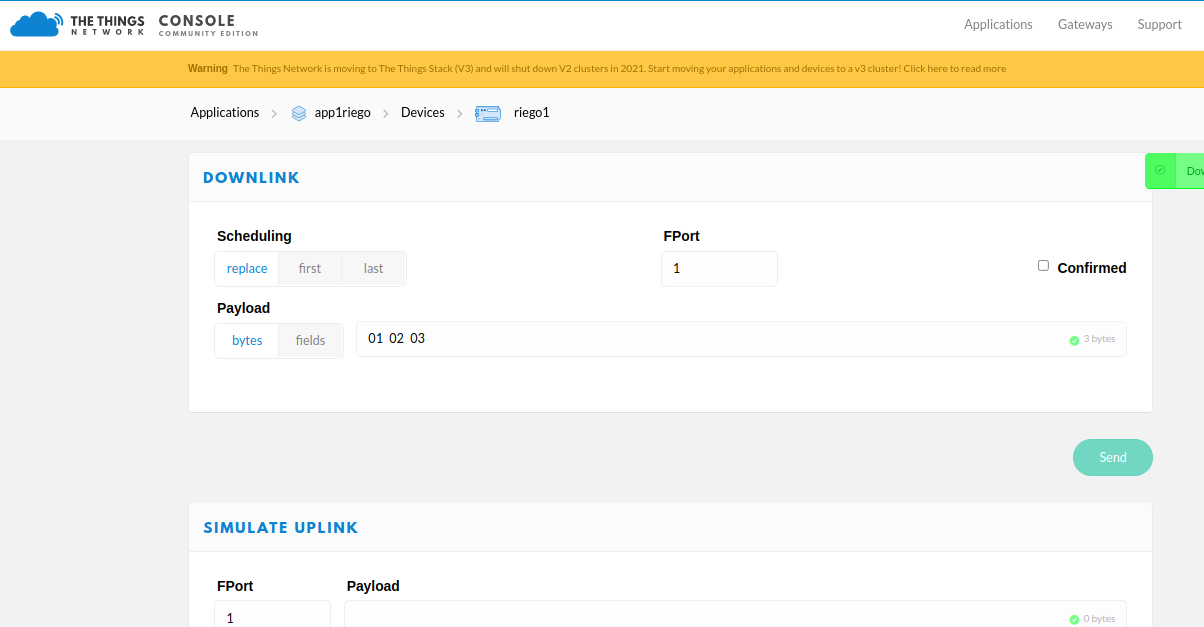 THE THINGS CONSOLE
NETWORK COMMUNITY EDITION
Applications Gateways Support
Warning The Things Network is moving to The Things Stack (V3) and will shut down V2 clusters in 2021. Start moving your applications and devices to a v3 cluster! Click here to read more
Applications > app1riego > Devices > riego1
DOWNLINK
Dov
Scheduling FPort
replace first last 1 Confirmed
Payload
bytes fields 01 02 03 3 bytes
Send
SIMULATE UPLINK
FPort Payload
1 0 bytes